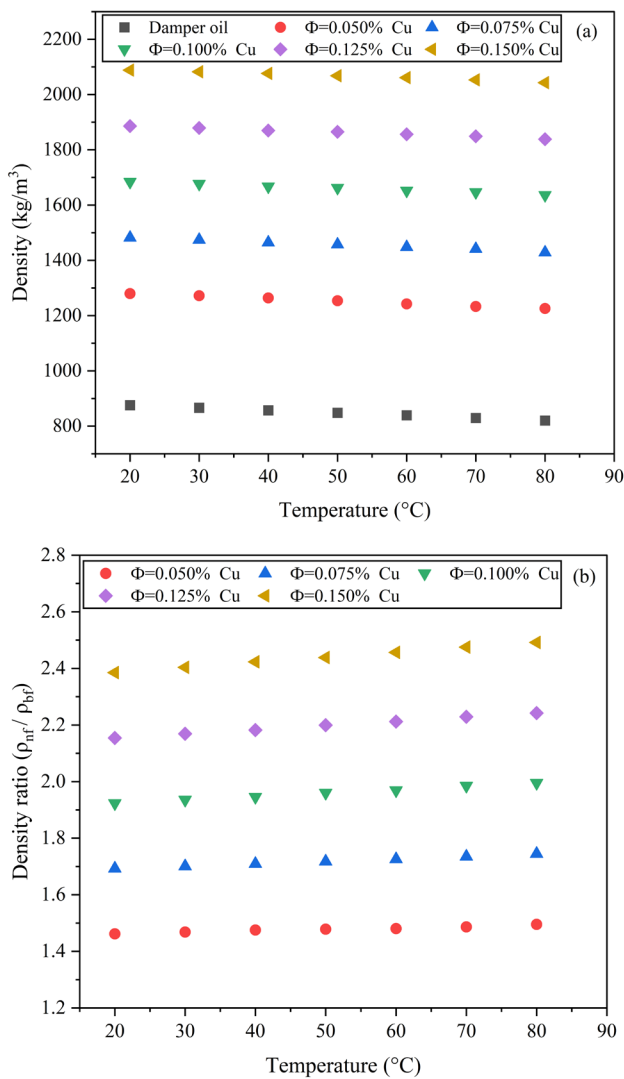 Damper oil Φ=0.050% Cu Φ=0.075% Cu
Φ=0.100% Cu Φ=0.125% Cu Φ=0.150% Cu
(a)
2200
2000
1800
1600
1400
1200
1000
800
Density (kg/m³)
20 30 40 50 60 70 80 90
Temperature (°C)
Φ=0.050% Cu Φ=0.075% Cu Φ=0.100% Cu
Φ=0.125% Cu Φ=0.150% Cu
(b)
2.8
2.6
2.4
2.2
2.0
1.8
1.6
1.4
1.2
Density ratio (ρnf / ρbf)
20 30 40 50 60 70 80 90
Temperature (°C)